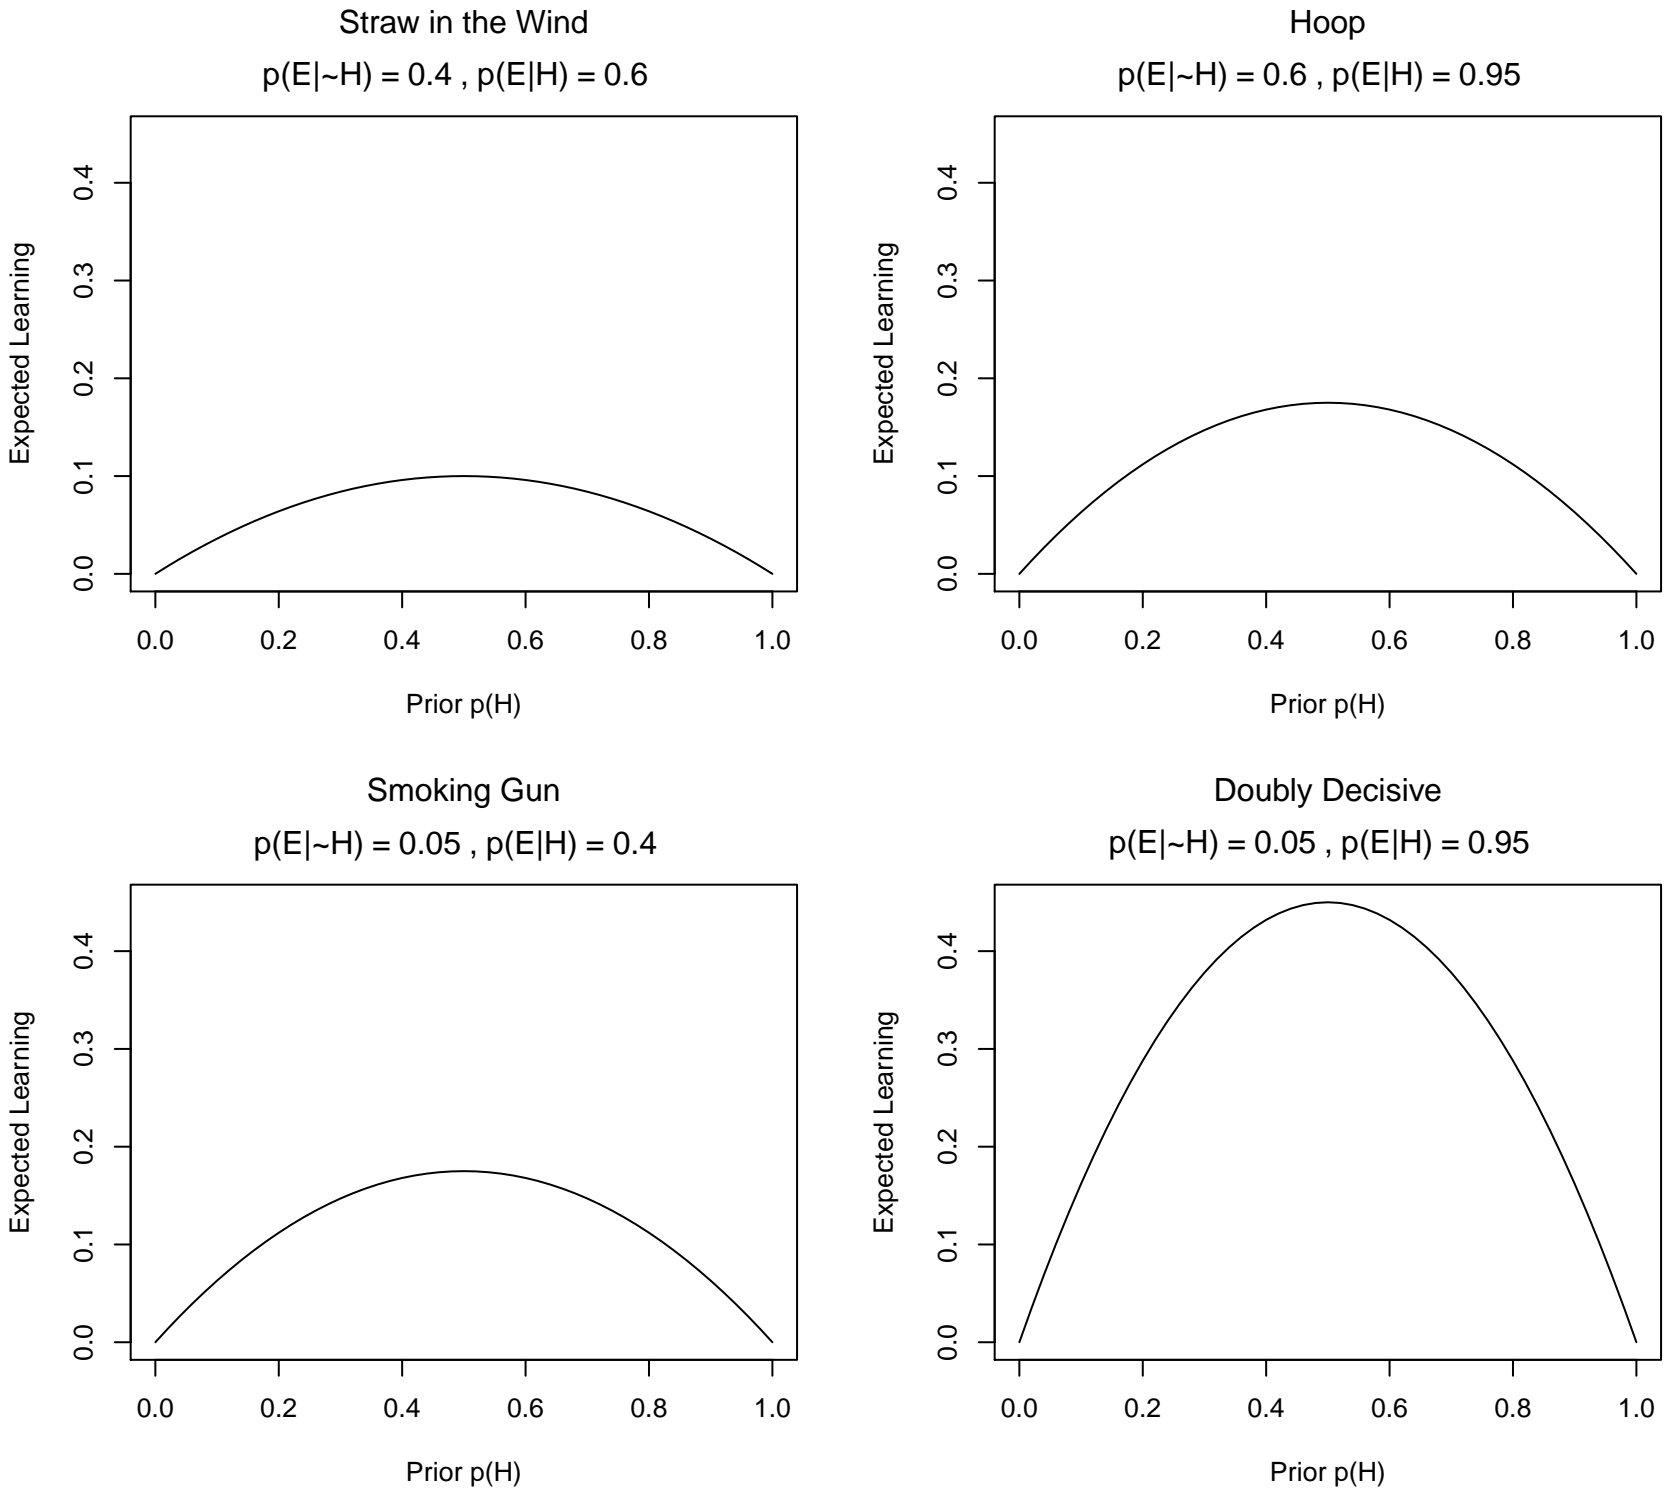 Straw in the Wind
p(E|~H) = 0.4 , p(E|H) = 0.6
Expected Learning
0.4
0.3
0.2
0.1
0.0
0.0 0.2 0.4 0.6 0.8 1.0
Prior p(H)
Hoop
p(E|~H) = 0.6 , p(E|H) = 0.95
Expected Learning
0.4
0.3
0.2
0.1
0.0
0.0 0.2 0.4 0.6 0.8 1.0
Prior p(H)
Smoking Gun
p(E|~H) = 0.05 , p(E|H) = 0.4
Expected Learning
0.4
0.3
0.2
0.1
0.0
0.0 0.2 0.4 0.6 0.8 1.0
Prior p(H)
Doubly Decisive
p(E|~H) = 0.05 , p(E|H) = 0.95
Expected Learning
0.4
0.3
0.2
0.1
0.0
0.0 0.2 0.4 0.6 0.8 1.0
Prior p(H)